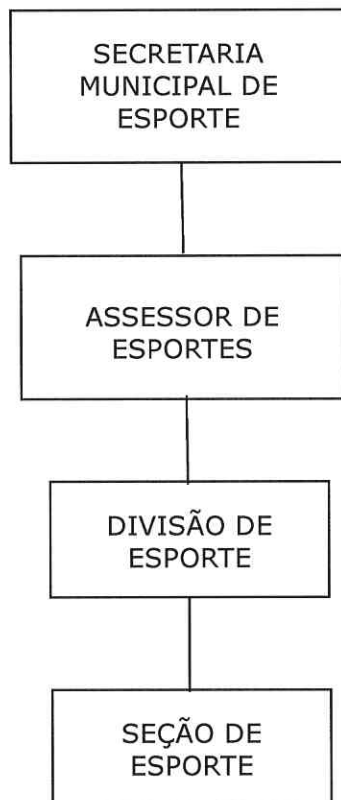 SECRETARIA
MUNICIPAL DE
ESPORTE
ASSESSOR DE
ESPORTES
DIVISÃO DE
ESPORTE
SEÇÃO DE
ESPORTE